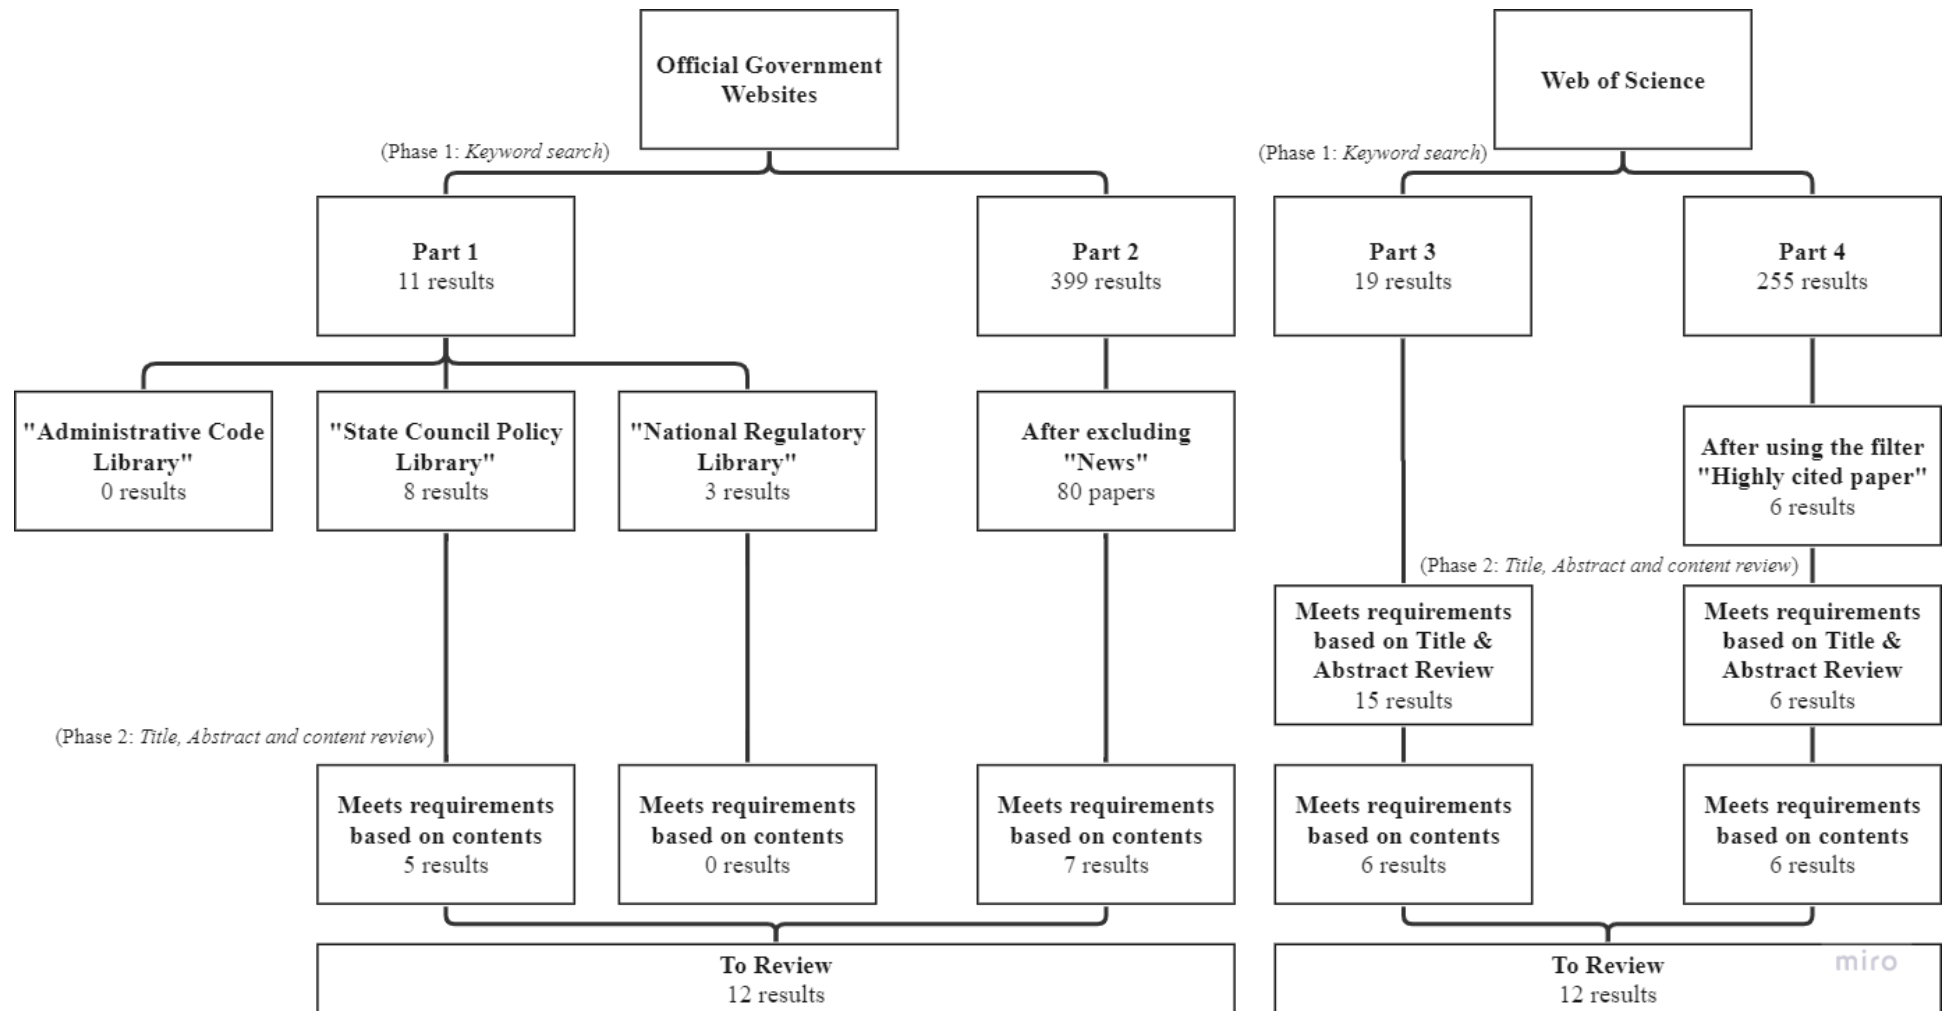 Official Government
Websites
Web of Science
(Phase 1: Keyword search)
(Phase 1: Keyword search)
Part 1
11 results
Part 2
399 results
Part 3
19 results
Part 4
255 results
"Administrative Code
Library"
0 results
"State Council Policy
Library"
8 results
"National Regulatory
Library"
3 results
After excluding
"News"
80 papers
After using the filter
"Highly cited paper"
6 results
(Phase 2: Title, Abstract and content review)
Meets requirements
based on Title &
Abstract Review
15 results
Meets requirements
based on Title &
Abstract Review
6 results
(Phase 2: Title, Abstract and content review)
Meets requirements
based on contents
5 results
Meets requirements
based on contents
0 results
Meets requirements
based on contents
7 results
Meets requirements
based on contents
6 results
Meets requirements
based on contents
6 results
To Review
12 results
To Review
12 results
miro